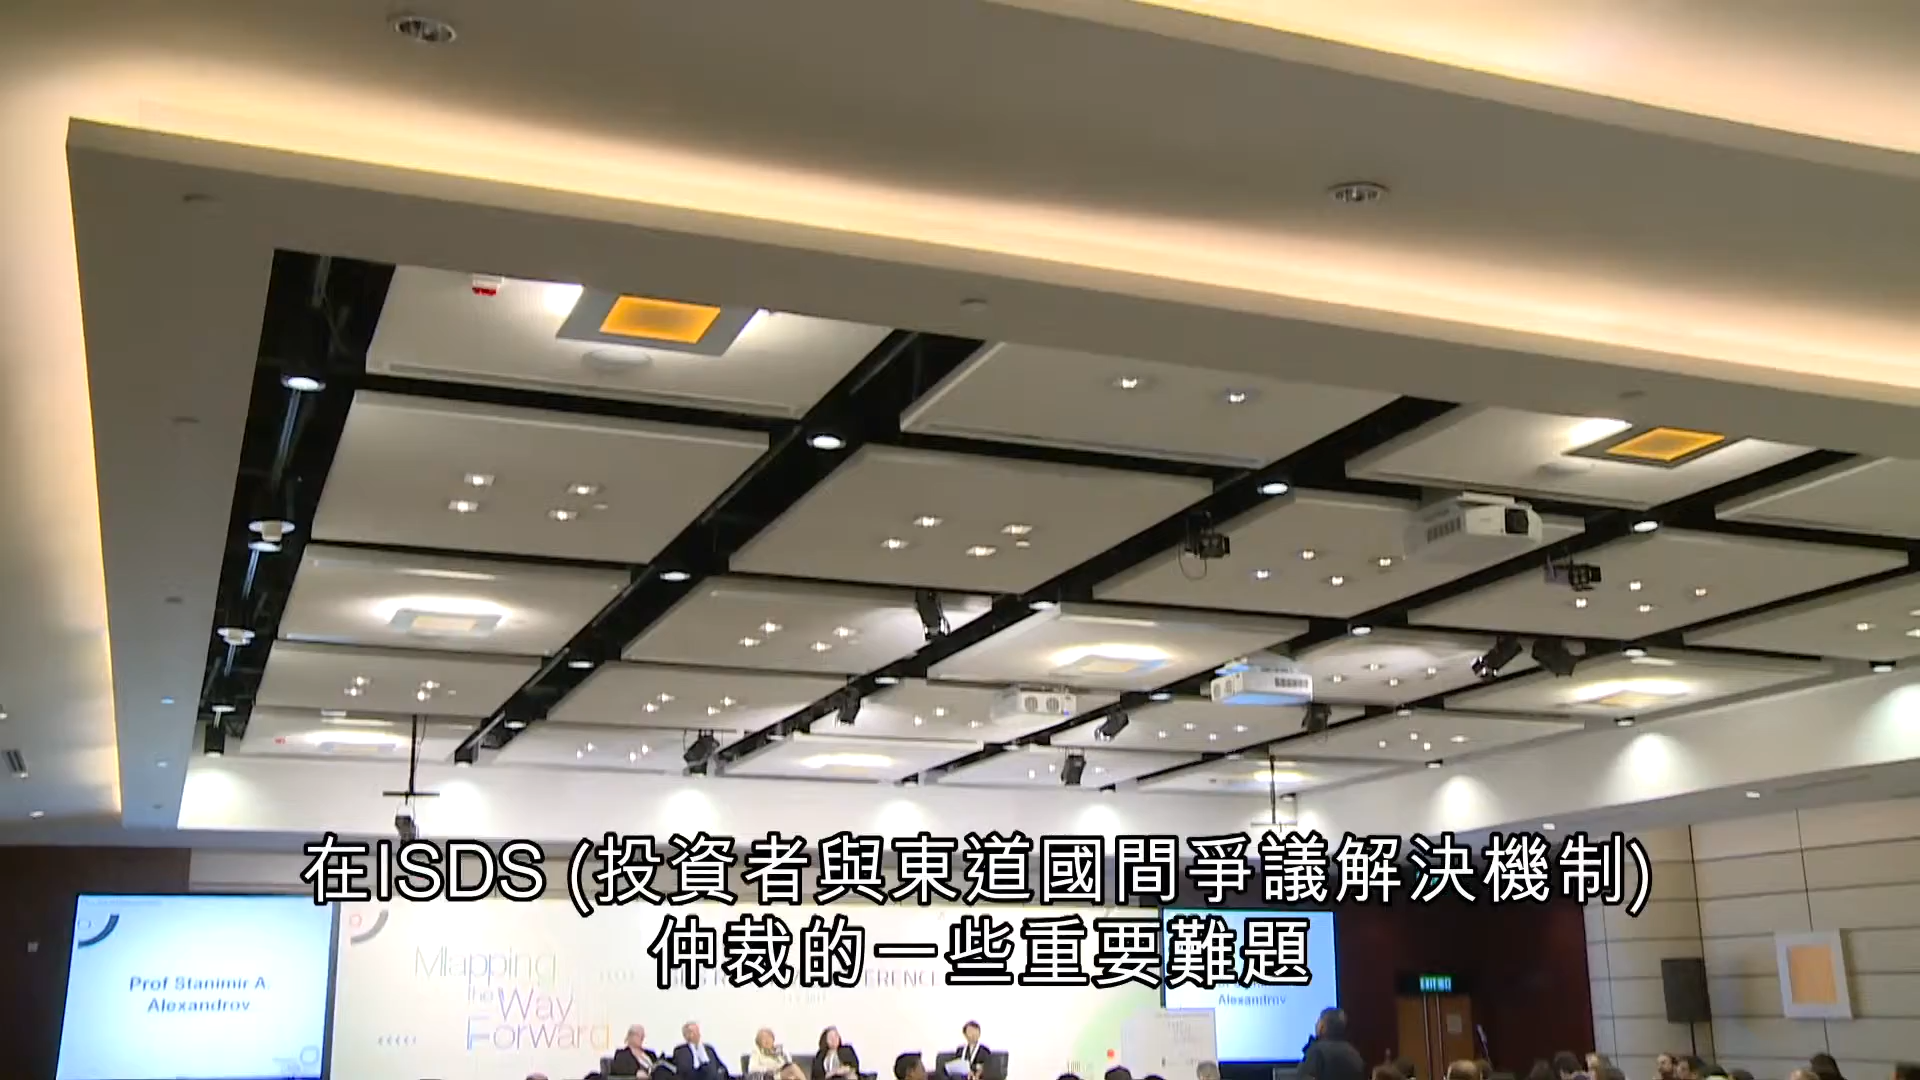 在ISDS (投資者與東道國間爭議解決機制)
仲裁的一些重要難題
Prof Stanimir A.
Alexandrov
Mapping
the Way
Forward
Alexandrov